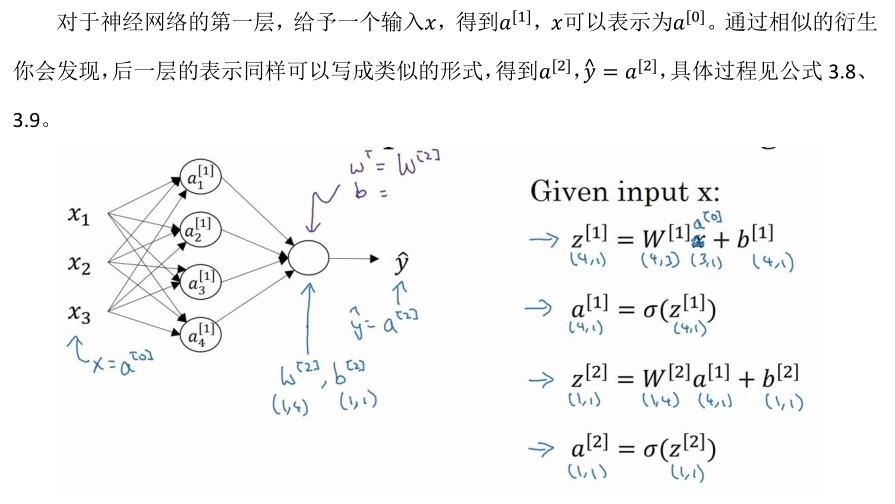 对于神经网络的第一层，给予一个输入x，得到a^[1]，x可以表示为a^[0]。通过相似的衍生
你会发现，后一层的表示同样可以写成类似的形式，得到a^[2]，ŷ = a^[2]，具体过程见公式 3.8、
3.9。
w^T = W^[2]
b =
a_1^[1]
x_1
a_2^[1]
x_2
ŷ
a_3^[1]
x_3
a_4^[1]
x = a^[0]
ŷ = a^[2]
W^[2], b^[2]
(1,4) (1,1)
Given input x:
a^[0]
→ z^[1] = W^[1]x + b^[1]
(4,1) (4,3) (3,1) (4,1)
→ a^[1] = σ(z^[1])
(4,1) (4,1)
→ z^[2] = W^[2]a^[1] + b^[2]
(1,1) (1,4) (4,1) (1,1)
→ a^[2] = σ(z^[2])
(1,1) (1,1)